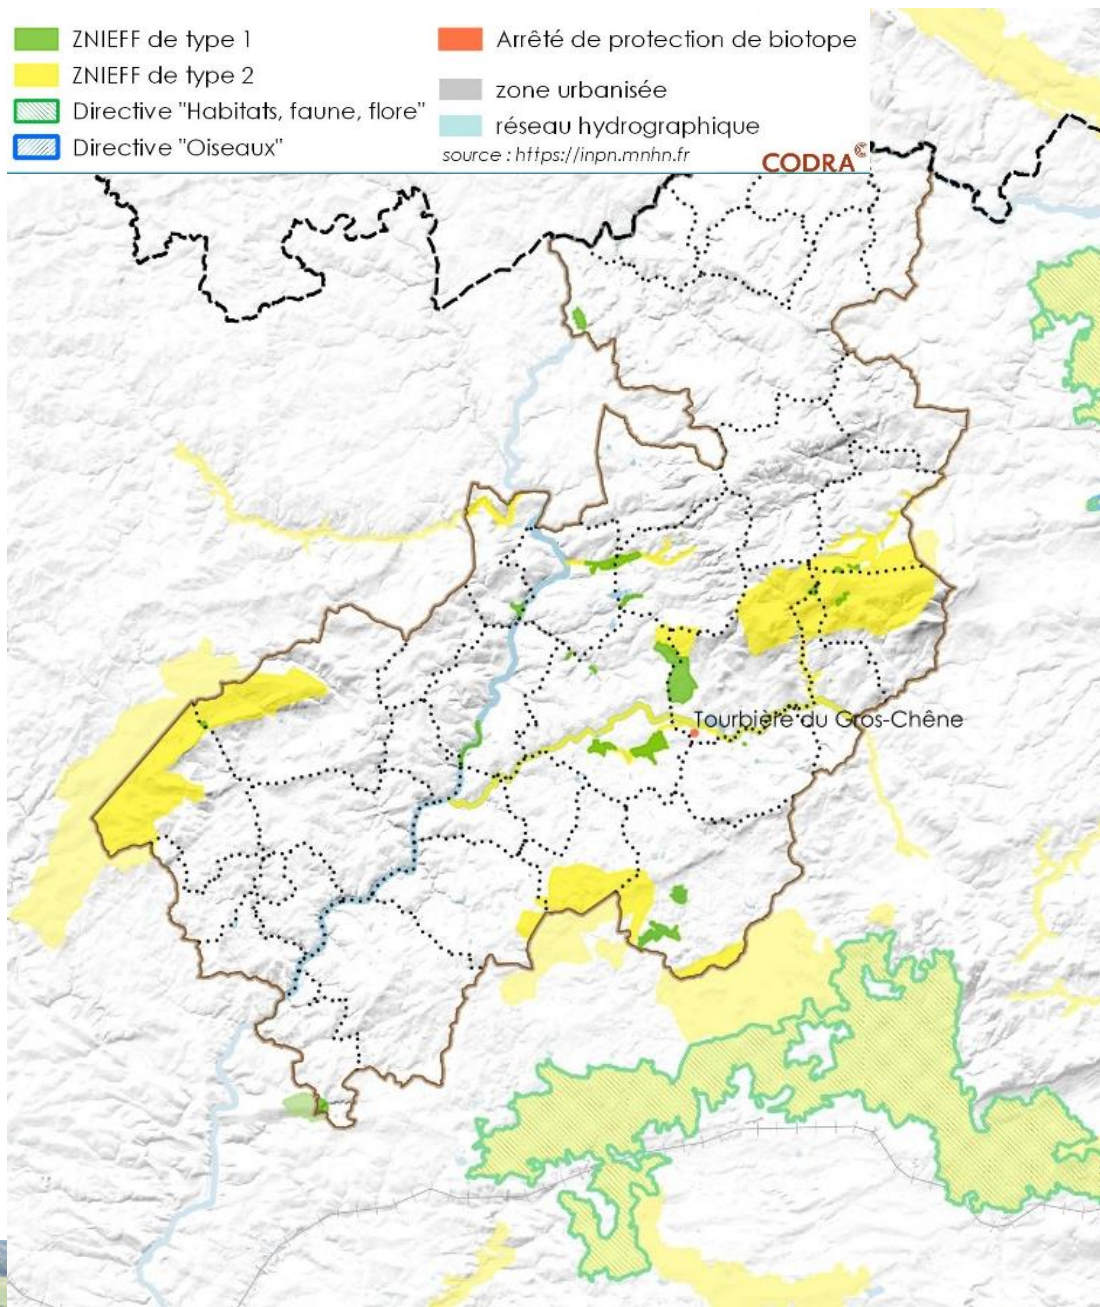 ZNIEFF de type 1
ZNIEFF de type 2
Directive "Habitats, faune, flore"
Directive "Oiseaux"
Arrêté de protection de biotope
zone urbanisée
réseau hydrographique
source : https://inpn.mnhn.fr
CODRA©
Tourbière du Gros-Chêne